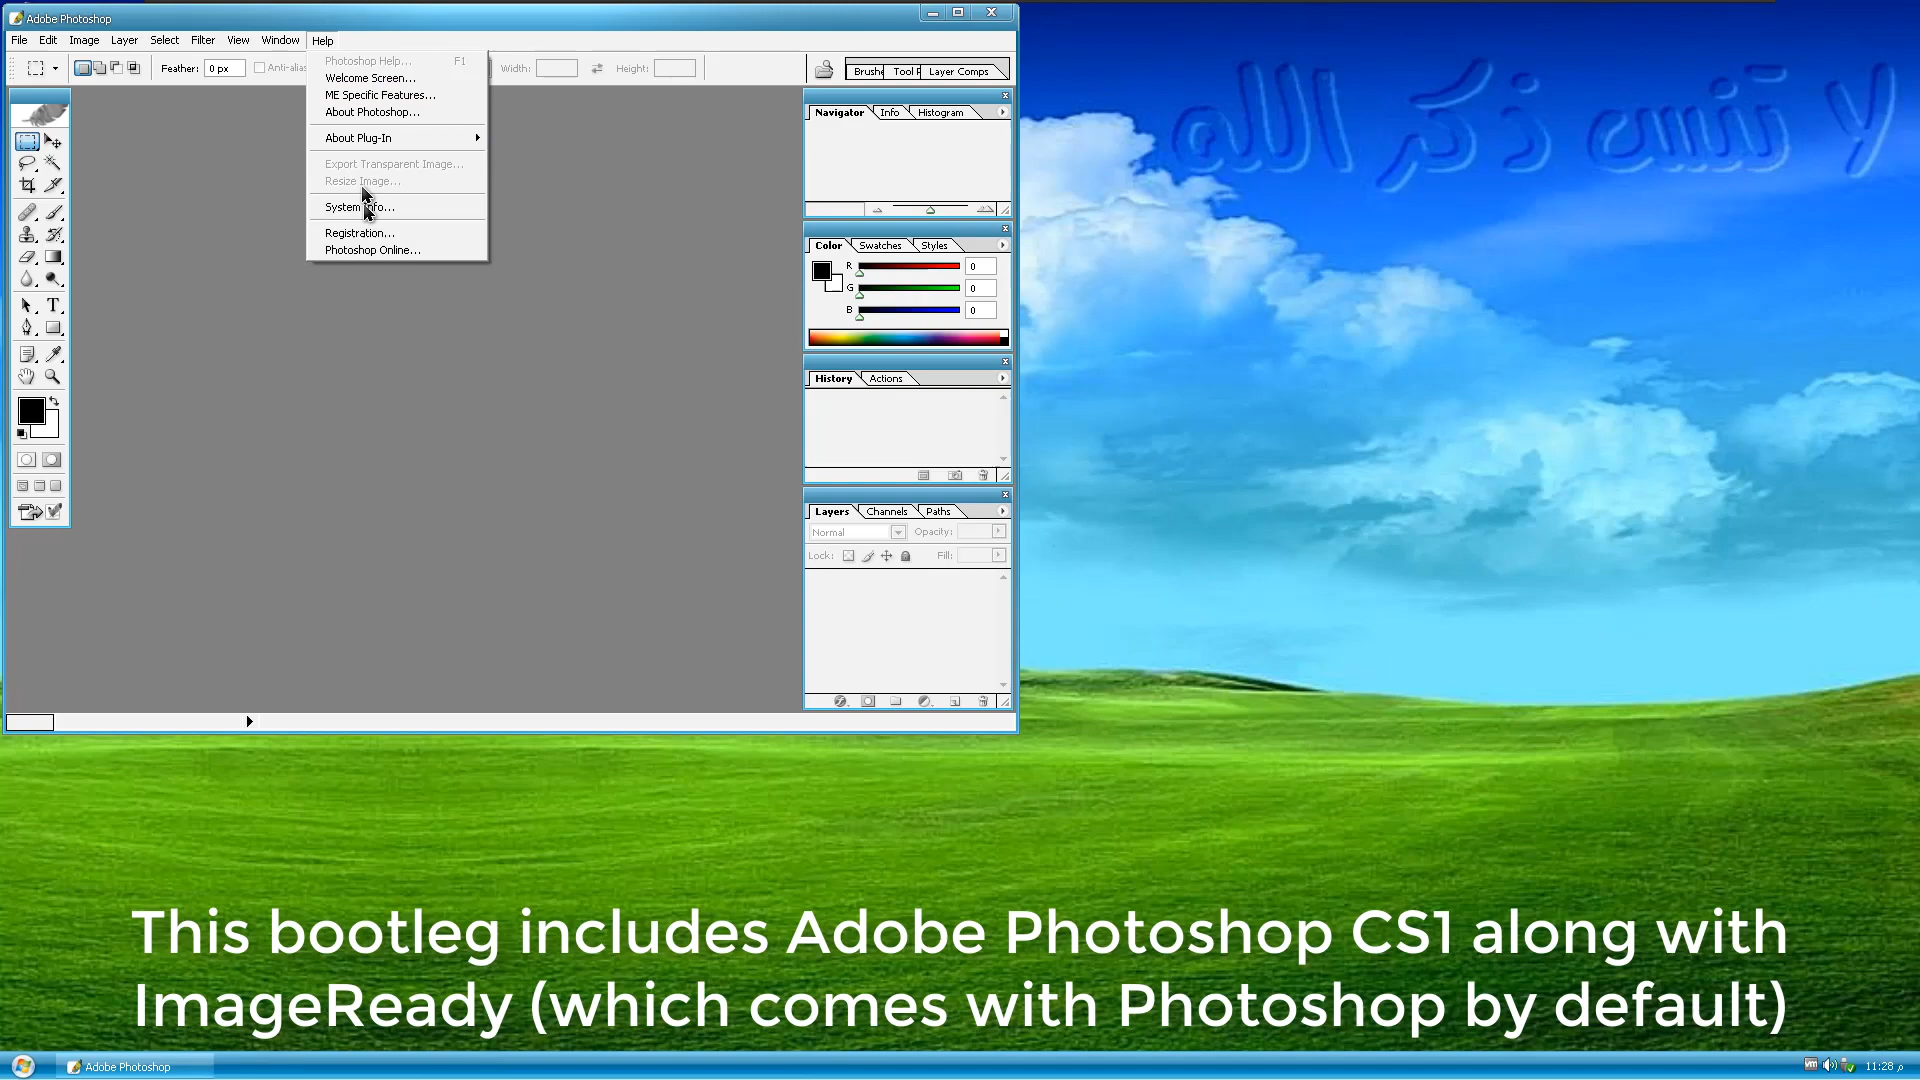 Adobe Photoshop
File Edit Image Layer Select Filter View Window Help
Feather: 0 px Anti-alias Width: Height: Brushe Tool P Layer Comps
Photoshop Help... F1
Welcome Screen...
ME Specific Features...
About Photoshop...
About Plug-In
Export Transparent Image...
Resize Image...
System Info...
Registration...
Photoshop Online...
Navigator Info Histogram
Color Swatches Styles
R 0
G 0
B 0
History Actions
Layers Channels Paths
Normal Opacity:
Lock: Fill:
لا تنس ذكر الله
This bootleg includes Adobe Photoshop CS1 along with
ImageReady (which comes with Photoshop by default)
Adobe Photoshop
vm 11:28 م